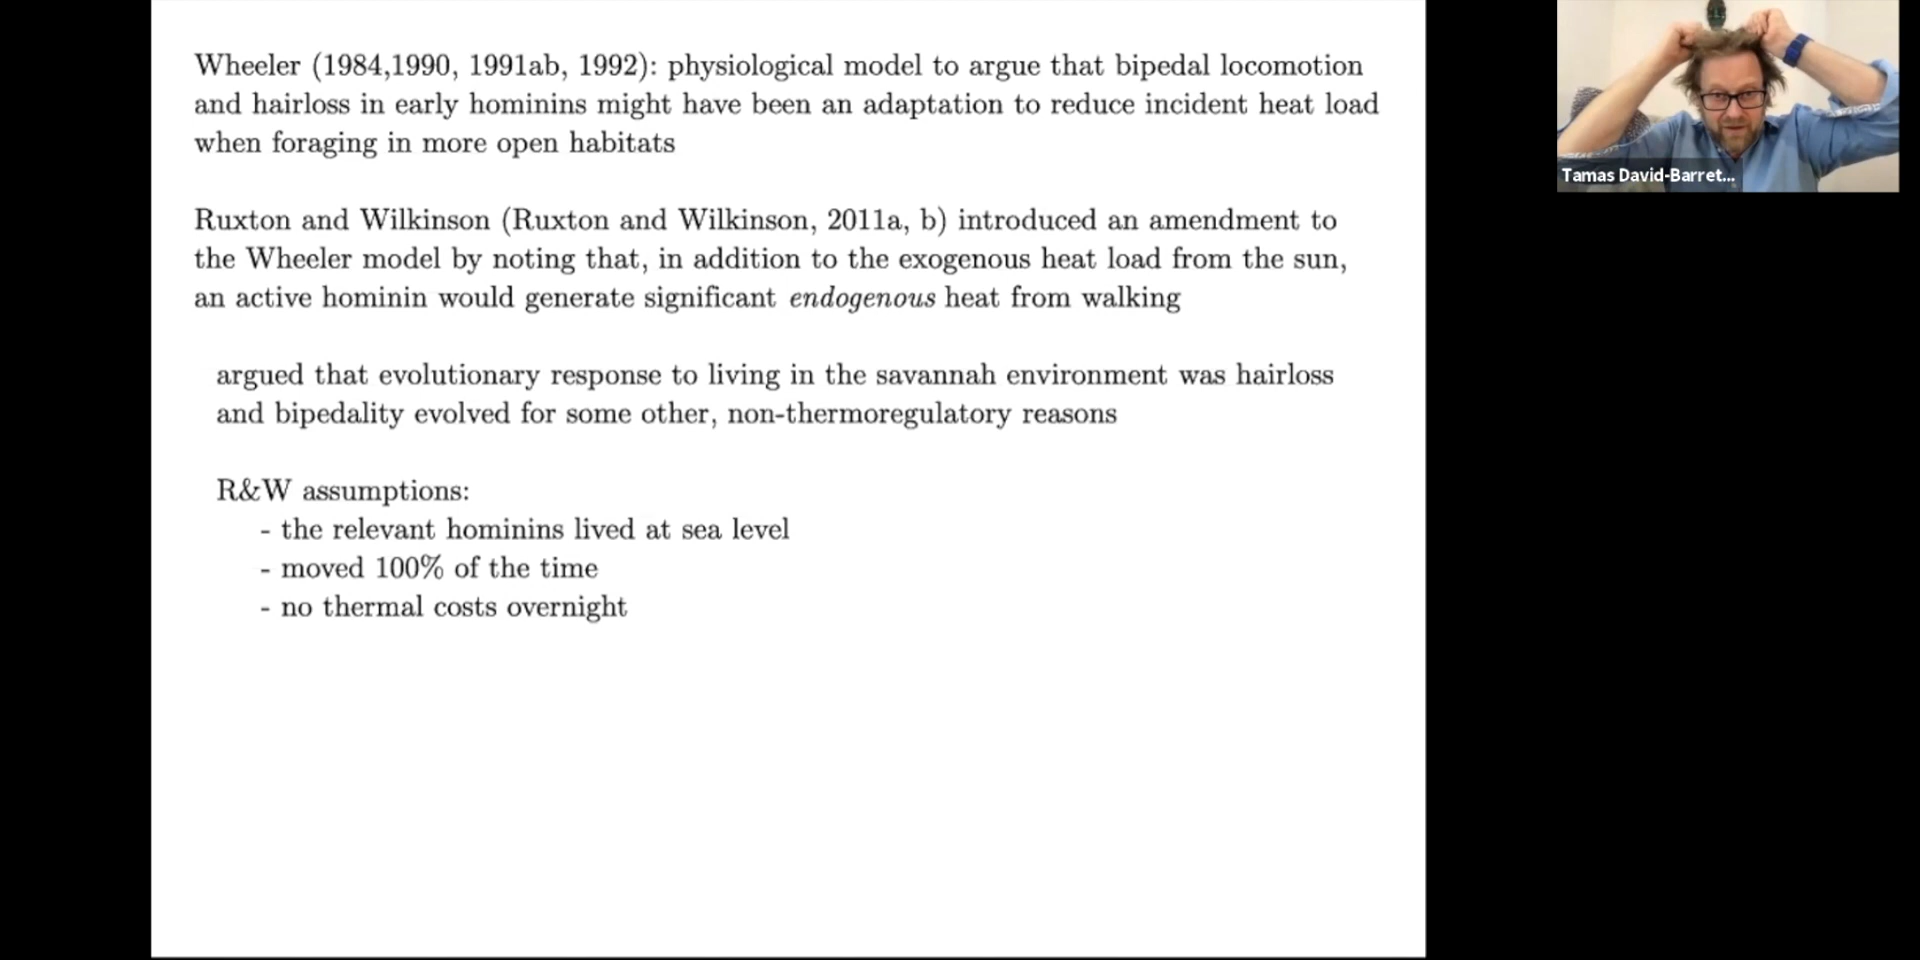 Wheeler (1984,1990, 1991ab, 1992): physiological model to argue that bipedal locomotion
and hairloss in early hominins might have been an adaptation to reduce incident heat load
when foraging in more open habitats
Ruxton and Wilkinson (Ruxton and Wilkinson, 2011a, b) introduced an amendment to
the Wheeler model by noting that, in addition to the exogenous heat load from the sun,
an active hominin would generate significant endogenous heat from walking
argued that evolutionary response to living in the savannah environment was hairloss
and bipedality evolved for some other, non-thermoregulatory reasons
R&W assumptions:
- the relevant hominins lived at sea level
- moved 100% of the time
- no thermal costs overnight
Tamas David-Barret...